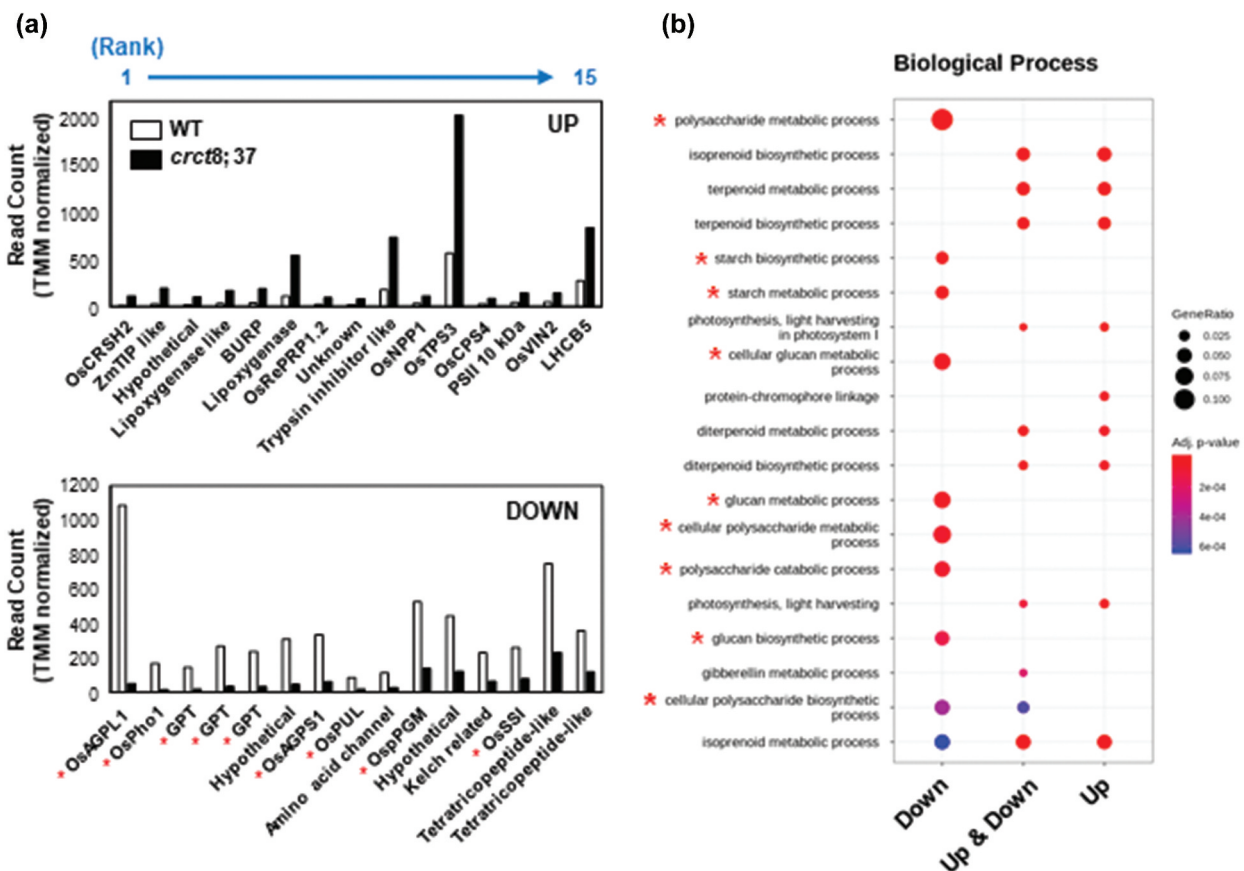 (a)
(Rank)
1
15
Read Count
(TMM normalized)
2000
1500
1000
500
0
WT
crct8; 37
UP
OsCRSH2
ZmTIP like
Hypothetical
Lipoxygenase like
BURP
Lipoxygenase
OsRePRP1.2
Unknown
Trypsin inhibitor like
OsNPP1
OsTPS3
OsCPS4
PSII 10 kDa
OsVIN2
LHCB5
Read Count
(TMM normalized)
1200
1000
800
600
400
200
0
DOWN
* OsAGPL1
* OsPho1
* GPT
* GPT
* GPT
Hypothetical
* OsAGPS1
* OsPUL
Amino acid channel
* OspPGM
Hypothetical
Kelch related
* OsSSI
Tetratricopeptide-like
Tetratricopeptide-like
(b)
Biological Process
* polysaccharide metabolic process
isoprenoid biosynthetic process
terpenoid metabolic process
terpenoid biosynthetic process
* starch biosynthetic process
* starch metabolic process
photosynthesis, light harvesting
in photosystem I
* cellular glucan metabolic
process
protein-chromophore linkage
diterpenoid metabolic process
diterpenoid biosynthetic process
* glucan metabolic process
* cellular polysaccharide metabolic
process
* polysaccharide catabolic process
photosynthesis, light harvesting
* glucan biosynthetic process
gibberellin metabolic process
* cellular polysaccharide biosynthetic
process
isoprenoid metabolic process
Down
Up & Down
Up
GeneRatio
0.025
0.050
0.075
0.100
Adj. p-value
2e-04
4e-04
6e-04